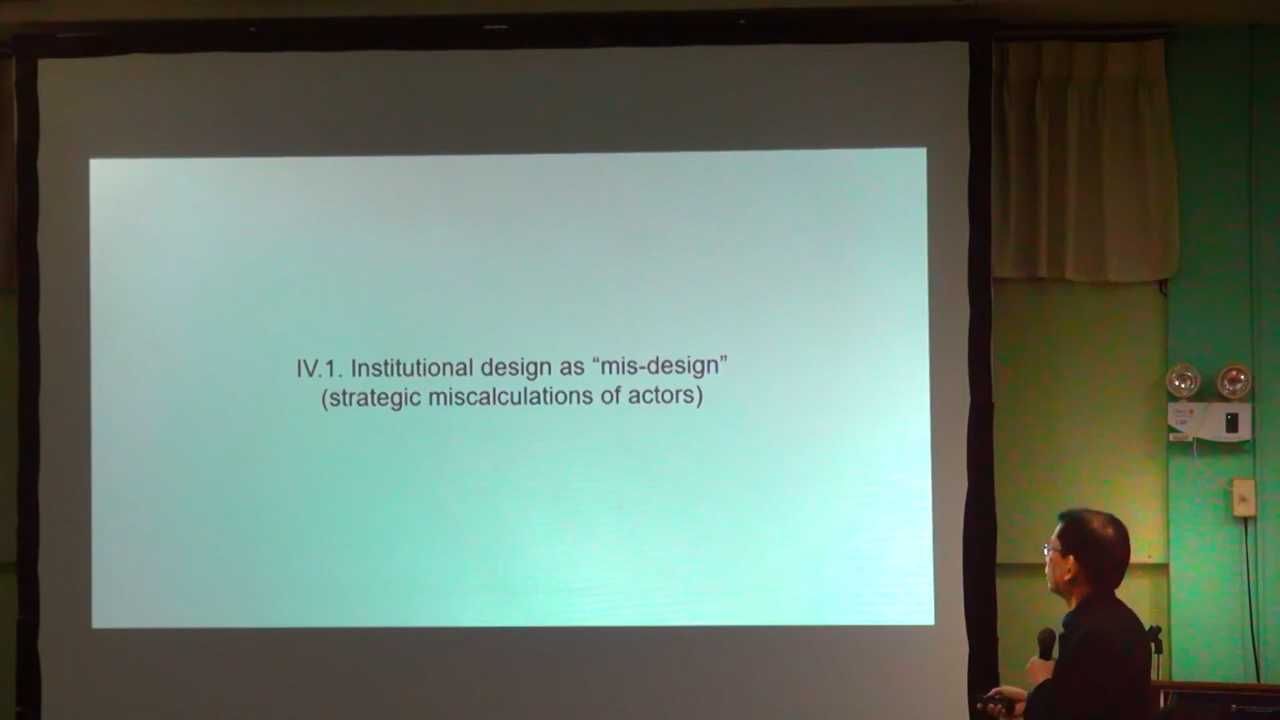 IV.1. Institutional design as “mis-design”
(strategic miscalculations of actors)